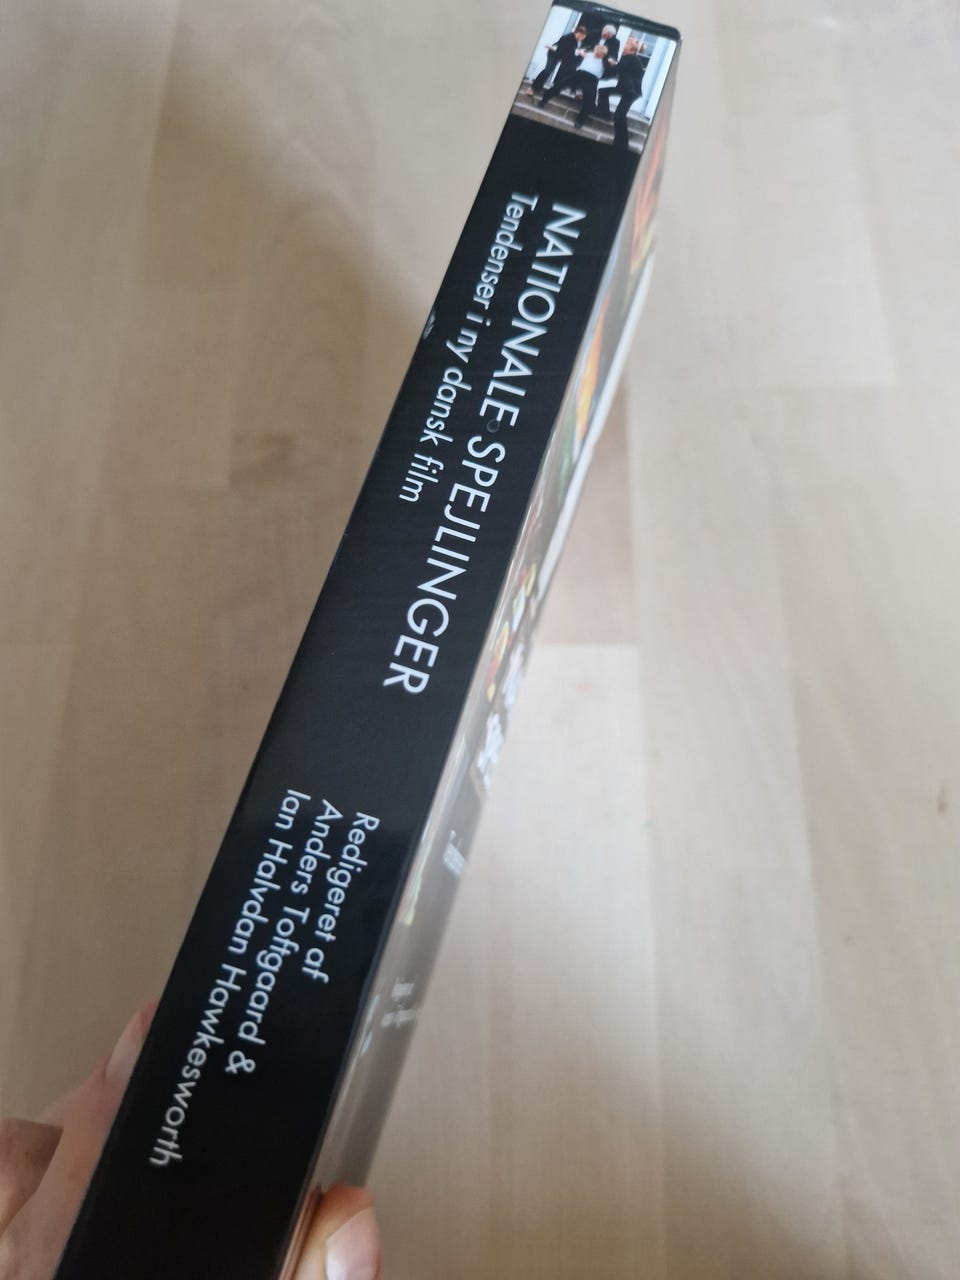 NATIONALE SPEJLINGER
Tendenser i ny dansk film
Redigeret af
Anders Toftgaard &
Ian Halvdan Hawkesworth